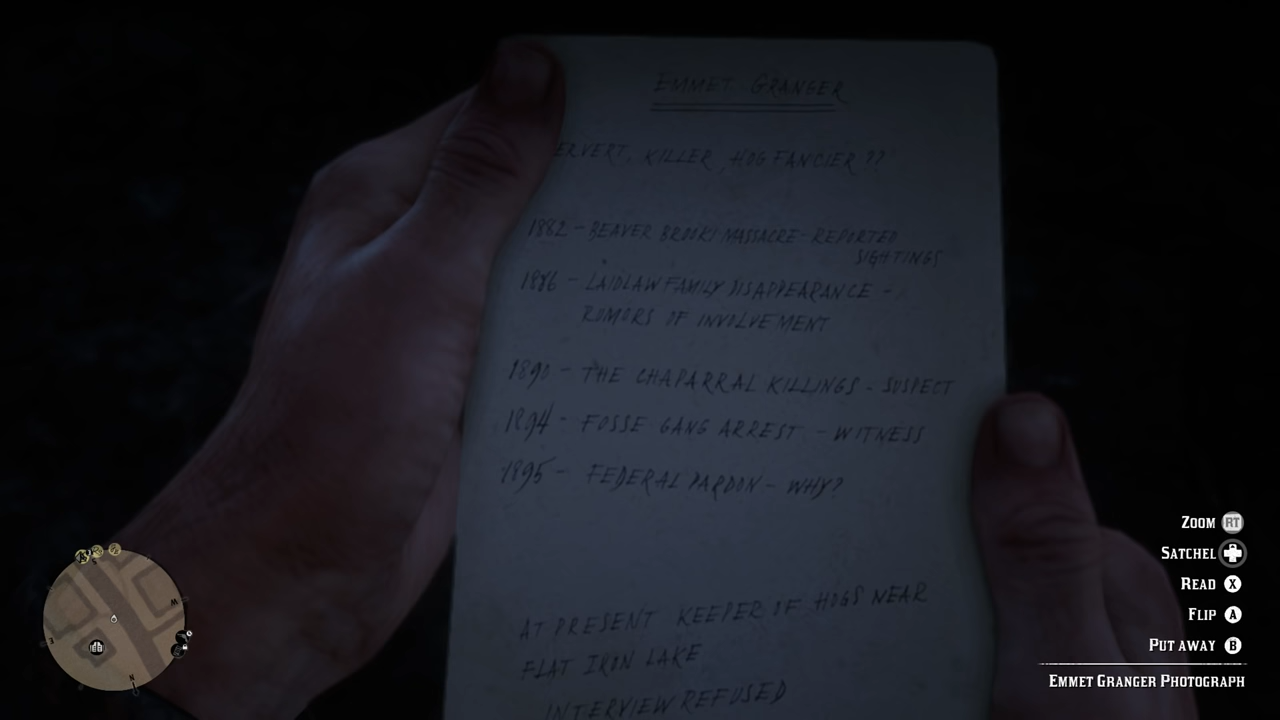 EMMET GRANGER
ERVERT, KILLER, HOG FANCIER ??
1882 - BEAVER BROOK MASSACRE - REPORTED
SIGHTINGS
1886 - LAIDLAW FAMILY DISAPPEARANCE -
RUMORS OF INVOLVEMENT
1890 - THE CHAPARRAL KILLINGS - SUSPECT
1894 - FOSSE GANG ARREST - WITNESS
1895 - FEDERAL PARDON - WHY?
AT PRESENT KEEPER OF HOGS NEAR
FLAT IRON LAKE
INTERVIEW REFUSED
ZOOM RT
SATCHEL
READ X
FLIP A
PUT AWAY B
EMMET GRANGER PHOTOGRAPH
W
E
N
S